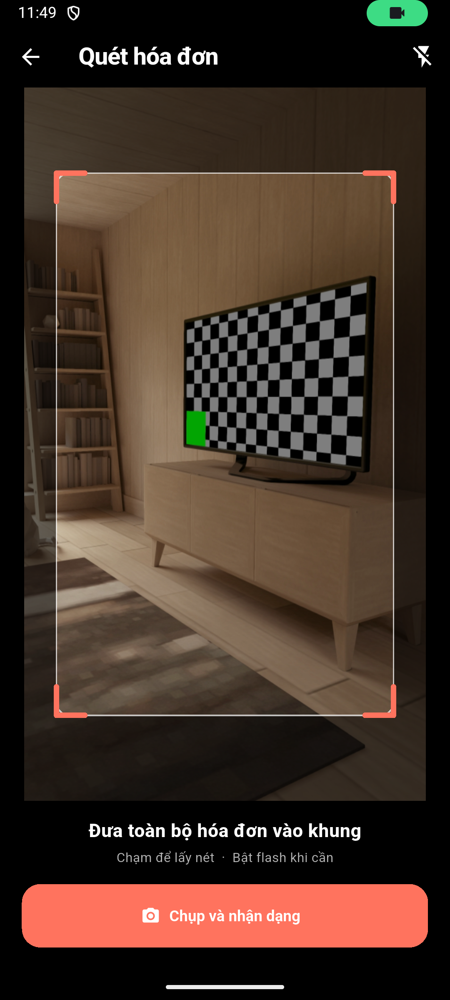 11:49
Quét hóa đơn
Đưa toàn bộ hóa đơn vào khung
Chạm để lấy nét · Bật flash khi cần
Chụp và nhận dạng